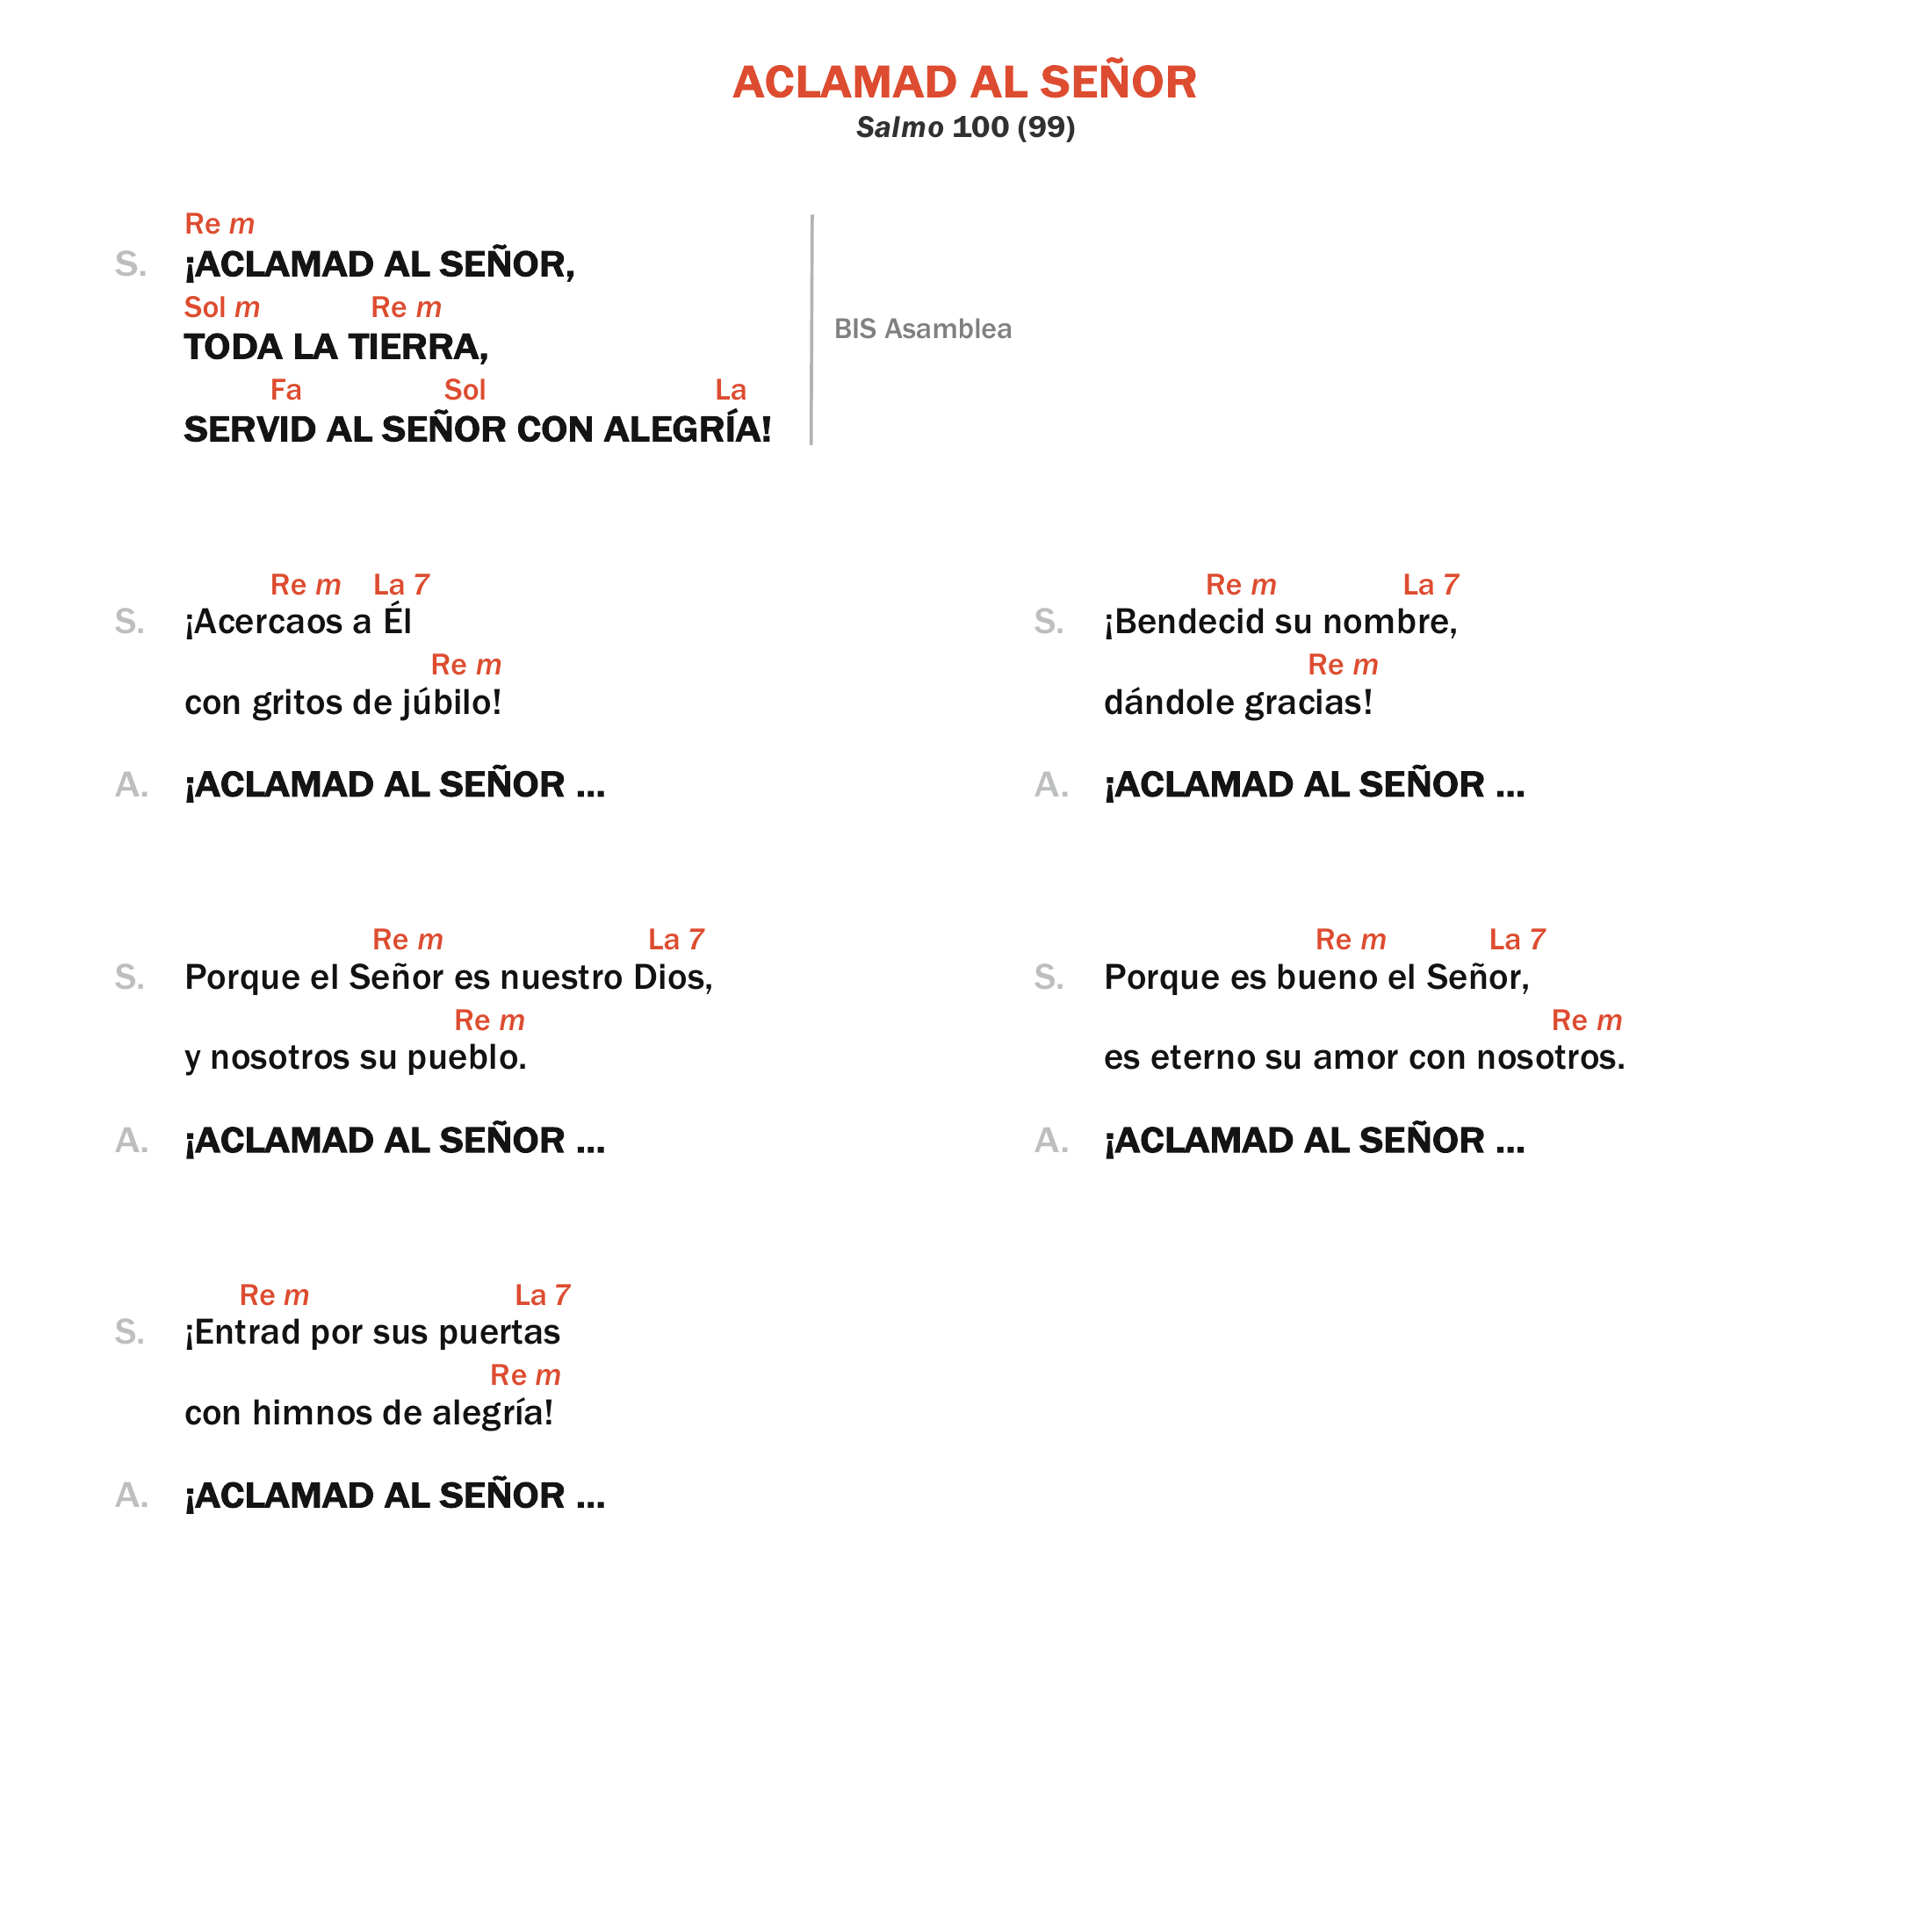 ACLAMAD AL SEÑOR
Salmo 100 (99)
Re m
S. ¡ACLAMAD AL SEÑOR,
Sol m Re m
TODA LA TIERRA,
Fa Sol La
SERVID AL SEÑOR CON ALEGRÍA!
BIS Asamblea
Re m La 7
S. ¡Acercaos a Él
Re m
con gritos de júbilo!
A. ¡ACLAMAD AL SEÑOR ...
Re m La 7
S. Porque el Señor es nuestro Dios,
Re m
y nosotros su pueblo.
A. ¡ACLAMAD AL SEÑOR ...
Re m La 7
S. ¡Entrad por sus puertas
Re m
con himnos de alegría!
A. ¡ACLAMAD AL SEÑOR ...
Re m La 7
S. ¡Bendecid su nombre,
Re m
dándole gracias!
A. ¡ACLAMAD AL SEÑOR ...
Re m La 7
S. Porque es bueno el Señor,
Re m
es eterno su amor con nosotros.
A. ¡ACLAMAD AL SEÑOR ...